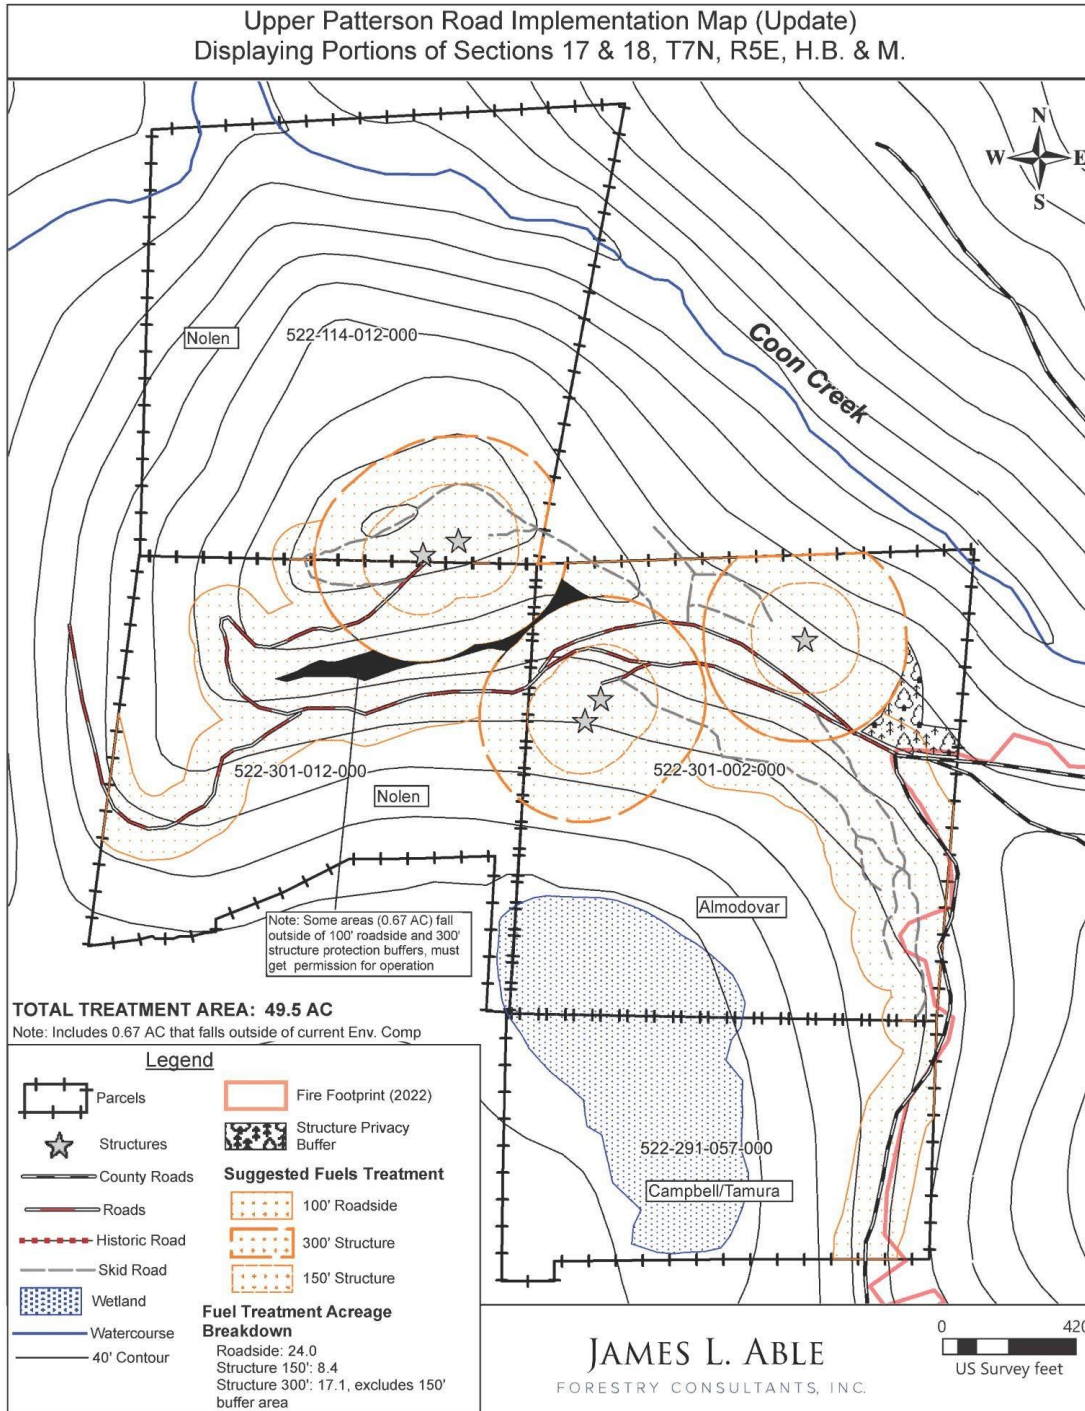 Upper Patterson Road Implementation Map (Update)
Displaying Portions of Sections 17 & 18, T7N, R5E, H.B. & M.
N
W
E
S
Nolen
522-114-012-000
Coon Creek
522-301-012-000
Nolen
522-301-002-000
Almodovar
Note: Some areas (0.67 AC) fall
outside of 100' roadside and 300'
structure protection buffers, must
get permission for operation
TOTAL TREATMENT AREA: 49.5 AC
Note: Includes 0.67 AC that falls outside of current Env. Comp
522-291-057-000
Campbell/Tamura
Legend
Parcels
Structures
County Roads
Roads
Historic Road
Skid Road
Wetland
Watercourse
40' Contour
Fire Footprint (2022)
Structure Privacy
Buffer
Suggested Fuels Treatment
100' Roadside
300' Structure
150' Structure
Fuel Treatment Acreage
Breakdown
Roadside: 24.0
Structure 150': 8.4
Structure 300': 17.1, excludes 150'
buffer area
JAMES L. ABLE
FORESTRY CONSULTANTS, INC.
0
420
US Survey feet